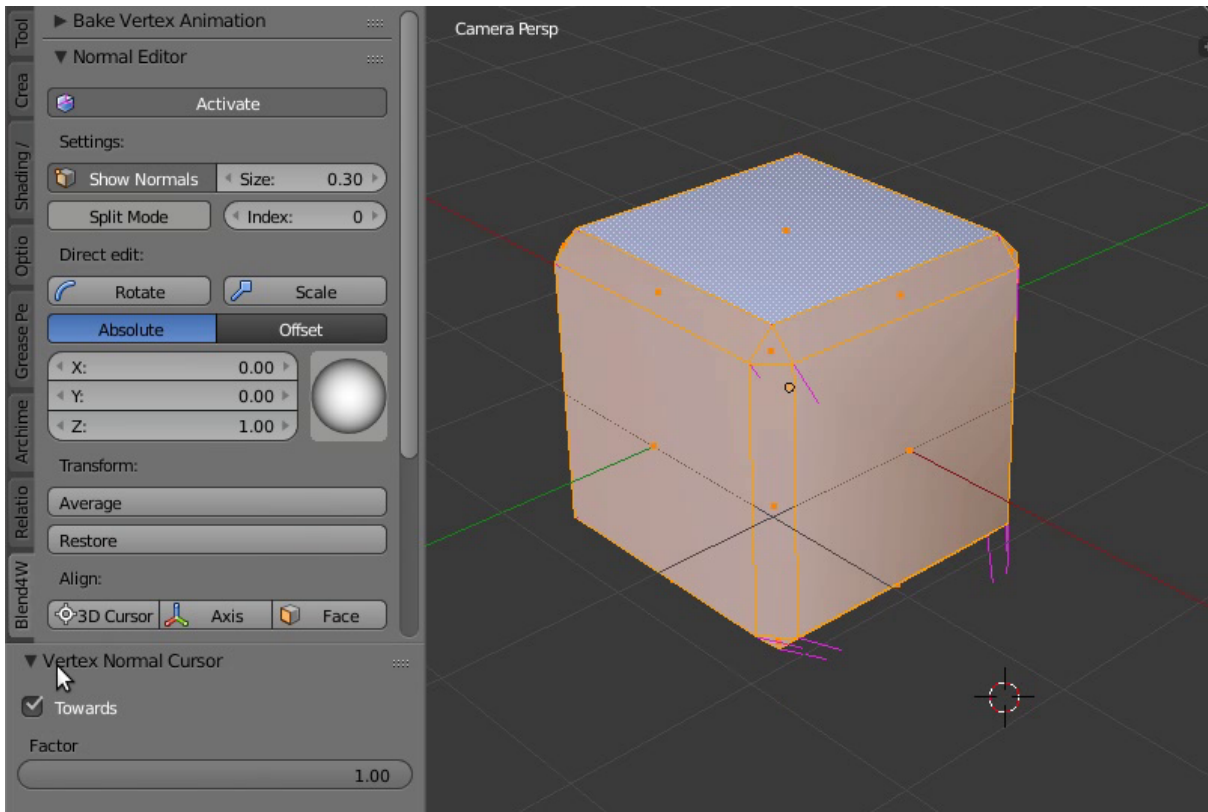 Tool
Crea
Shading /
Optio
Grease Pe
Archime
Relatio
Blend4W
Bake Vertex Animation
Normal Editor
Activate
Settings:
Show Normals
Size: 0.30
Split Mode
Index: 0
Direct edit:
Rotate
Scale
Absolute
Offset
X: 0.00
Y: 0.00
Z: 1.00
Transform:
Average
Restore
Align:
3D Cursor
Axis
Face
Vertex Normal Cursor
Towards
Factor
1.00
Camera Persp